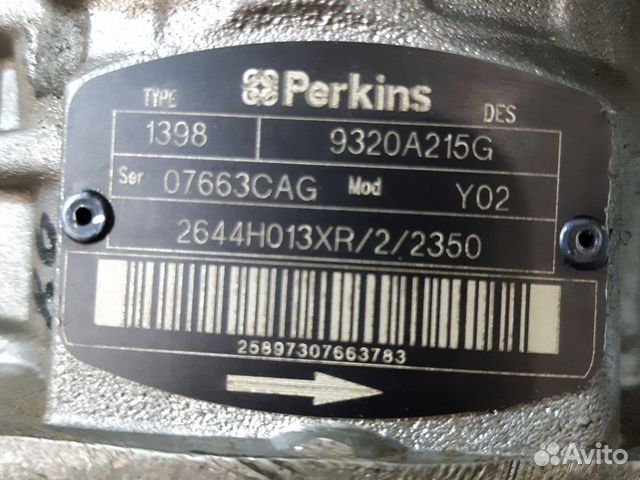 Perkins
TYPE DES
1398 9320A215G
Ser 07663CAG Mod Y02
2644H013XR/2/2350
25897307663783
Avito